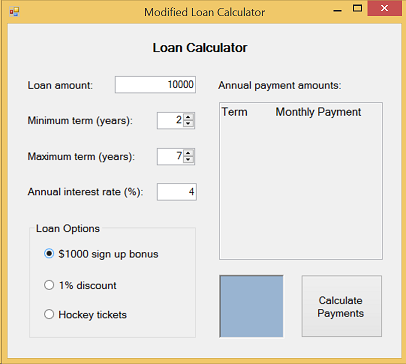 Modified Loan Calculator
Loan Calculator
Loan amount: 10000
Annual payment amounts:
Minimum term (years): 2
Term Monthly Payment
Maximum term (years): 7
Annual interest rate (%): 4
Loan Options
$1000 sign up bonus
1% discount
Hockey tickets
Calculate
Payments